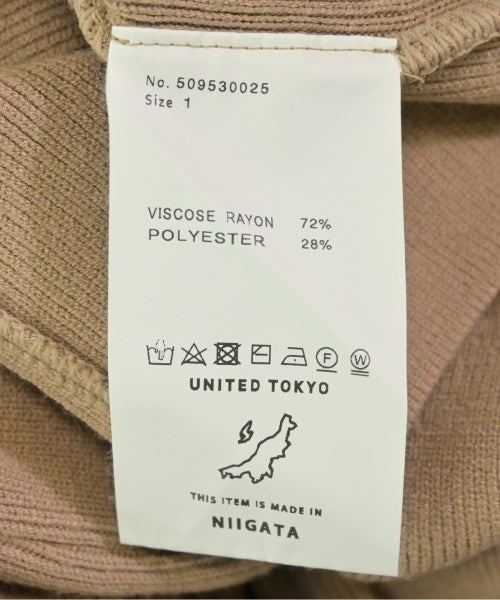 No. 509530025
Size 1
VISCOSE RAYON 72%
POLYESTER 28%
F W
UNITED TOKYO
THIS ITEM IS MADE IN
NIIGATA